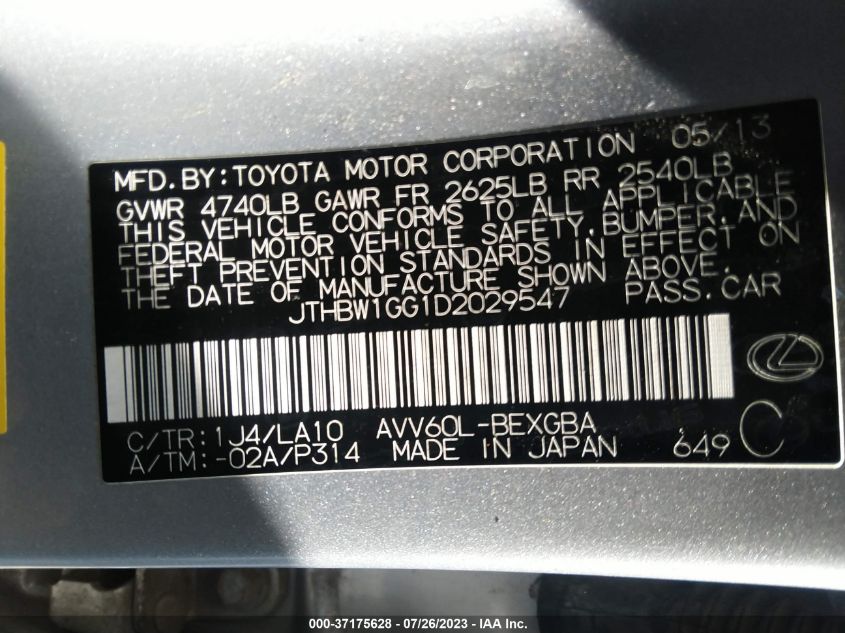 MFD.BY:TOYOTA MOTOR CORPORATION 05/13
GVWR 4740LB GAWR FR 2625LB RR 2540LB
THIS VEHICLE CONFORMS TO ALL APPLICABLE
FEDERAL MOTOR VEHICLE SAFETY,BUMPER,AND
THEFT PREVENTION STANDARDS IN EFFECT ON
THE DATE OF MANUFACTURE SHOWN ABOVE.
JTHBW1GG1D2029547 PASS.CAR
C/TR:1J4/LA10 AVV60L-BEXGBA
A/TM:-02A/P314 MADE IN JAPAN 649 C
000-37175628 - 07/26/2023 - IAA Inc.